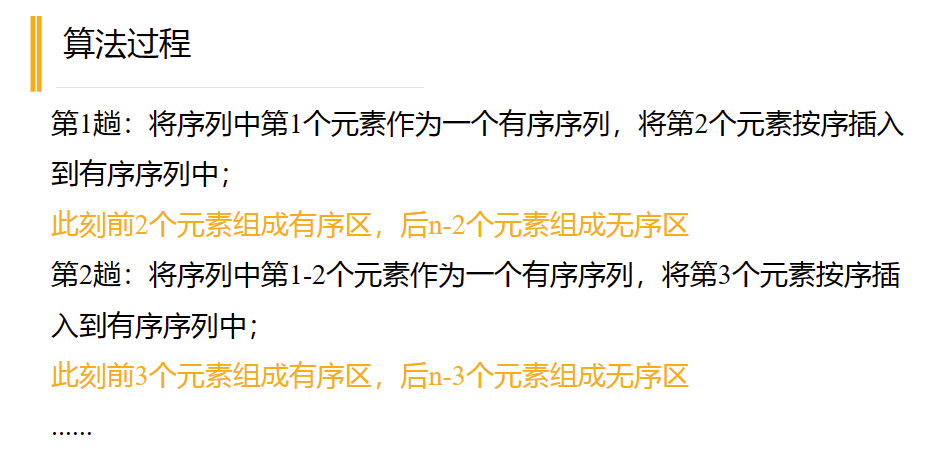 算法过程
第1趟：将序列中第1个元素作为一个有序序列，将第2个元素按序插入
到有序序列中；
此刻前2个元素组成有序区，后n-2个元素组成无序区
第2趟：将序列中第1-2个元素作为一个有序序列，将第3个元素按序插
入到有序序列中；
此刻前3个元素组成有序区，后n-3个元素组成无序区
......